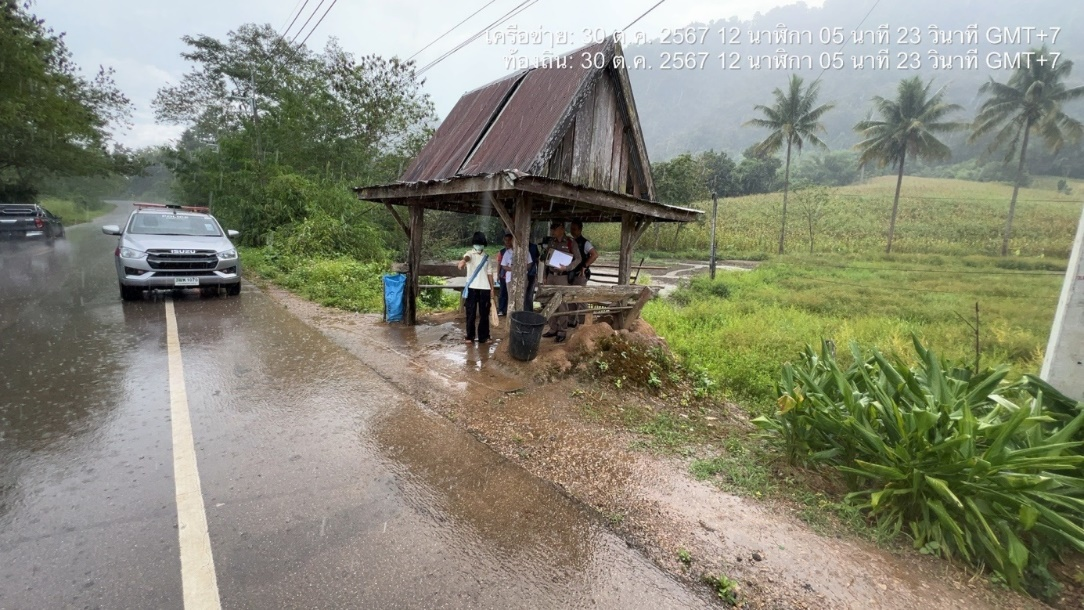 เครือข่าย: 30 ต.ค. 2567 12 นาฬิกา 05 นาที 23 วินาที GMT+7
ท้องถิ่น: 30 ต.ค. 2567 12 นาฬิกา 05 นาที 23 วินาที GMT+7
POLICE
ISUZU